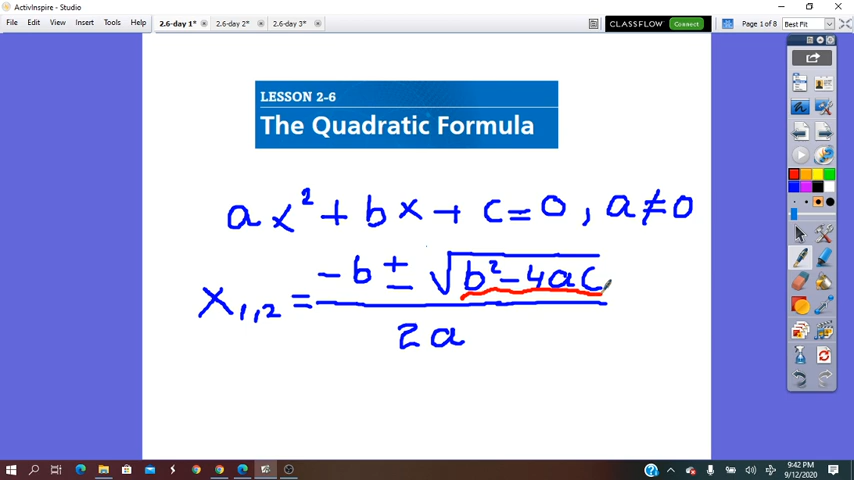 ActivInspire - Studio
File Edit View Insert Tools Help
2.6-day 1* 2.6-day 2* 2.6-day 3*
CLASSFLOW Connect
Page 1 of 8 Best Fit
LESSON 2-6
The Quadratic Formula
ax² + bx + c = 0, a ≠ 0
x₁,₂ = (-b ± √(b² - 4ac)) / 2a
9:42 PM
9/12/2020